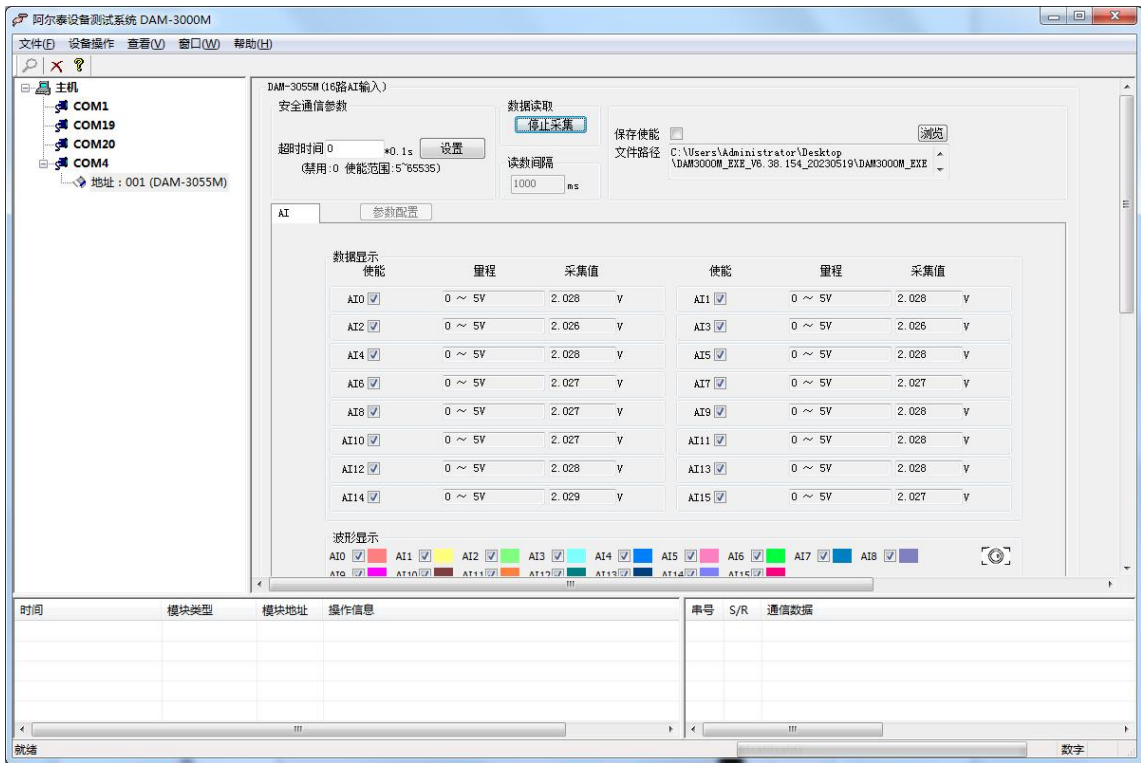 阿尔泰设备测试系统 DAM-3000M
文件(F) 设备操作 查看(V) 窗口(W) 帮助(H)
主机
COM1
COM19
COM20
COM4
地址：001 (DAM-3055M)
DAM-3055M(16路AI输入)
安全通信参数
超时时间 0 *0.1s 设置
(禁用:0 使能范围:5~65535)
数据读取
停止采集
读数间隔
1000 ms
保存使能 浏览
文件路径 C:\Users\Administrator\Desktop
\DAM3000M_EXE_V6.38.154_20230519\DAM3000M_EXE
AI 参数配置
数据显示
使能 量程 采集值 使能 量程 采集值
AI0 0 ～ 5V 2.028 V AI1 0 ～ 5V 2.028 V
AI2 0 ～ 5V 2.026 V AI3 0 ～ 5V 2.026 V
AI4 0 ～ 5V 2.028 V AI5 0 ～ 5V 2.028 V
AI6 0 ～ 5V 2.027 V AI7 0 ～ 5V 2.027 V
AI8 0 ～ 5V 2.027 V AI9 0 ～ 5V 2.028 V
AI10 0 ～ 5V 2.027 V AI11 0 ～ 5V 2.028 V
AI12 0 ～ 5V 2.028 V AI13 0 ～ 5V 2.028 V
AI14 0 ～ 5V 2.029 V AI15 0 ～ 5V 2.027 V
波形显示
AI0 AI1 AI2 AI3 AI4 AI5 AI6 AI7 AI8
AI9 AI10 AI11 AI12 AI13 AI14 AI15
时间 模块类型 模块地址 操作信息
串号 S/R 通信数据
就绪 数字